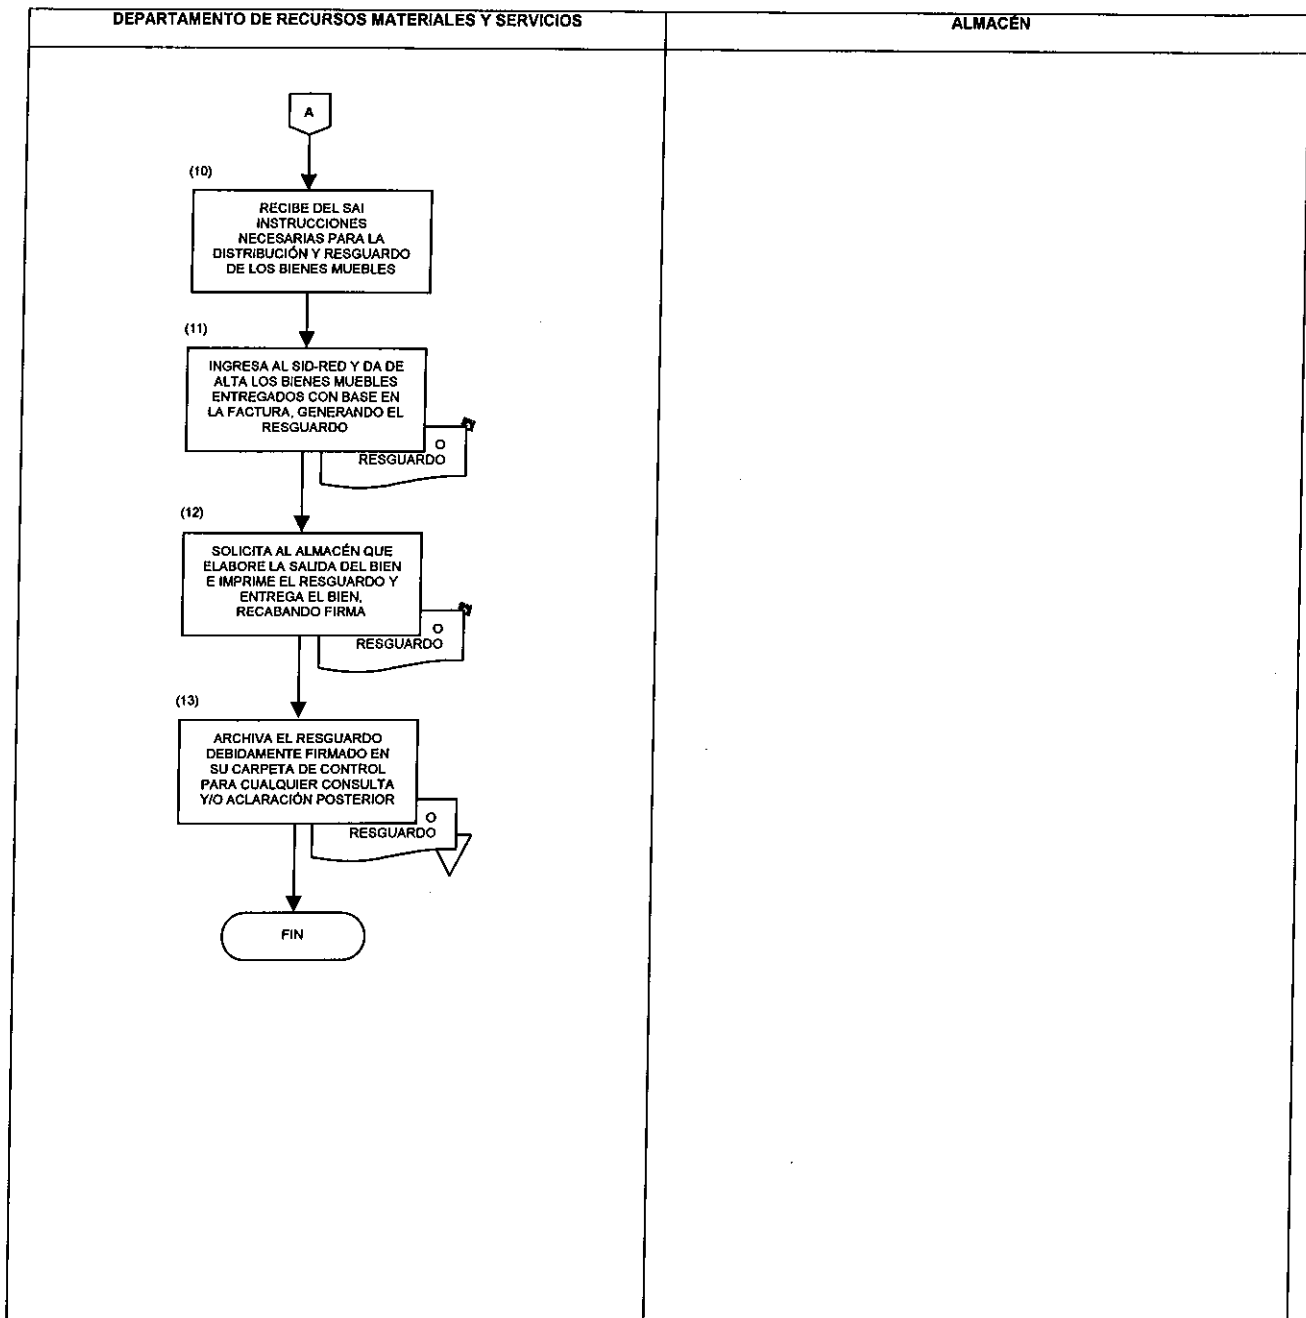 DEPARTAMENTO DE RECURSOS MATERIALES Y SERVICIOS
ALMACÉN
A
(10)
RECIBE DEL SAI
INSTRUCCIONES
NECESARIAS PARA LA
DISTRIBUCIÓN Y RESGUARDO
DE LOS BIENES MUEBLES
(11)
INGRESA AL SID-RED Y DA DE
ALTA LOS BIENES MUEBLES
ENTREGADOS CON BASE EN
LA FACTURA, GENERANDO EL
RESGUARDO
O
RESGUARDO
(12)
SOLICITA AL ALMACÉN QUE
ELABORE LA SALIDA DEL BIEN
E IMPRIME EL RESGUARDO Y
ENTREGA EL BIEN,
RECABANDO FIRMA
O
RESGUARDO
(13)
ARCHIVA EL RESGUARDO
DEBIDAMENTE FIRMADO EN
SU CARPETA DE CONTROL
PARA CUALQUIER CONSULTA
Y/O ACLARACIÓN POSTERIOR
O
RESGUARDO
FIN